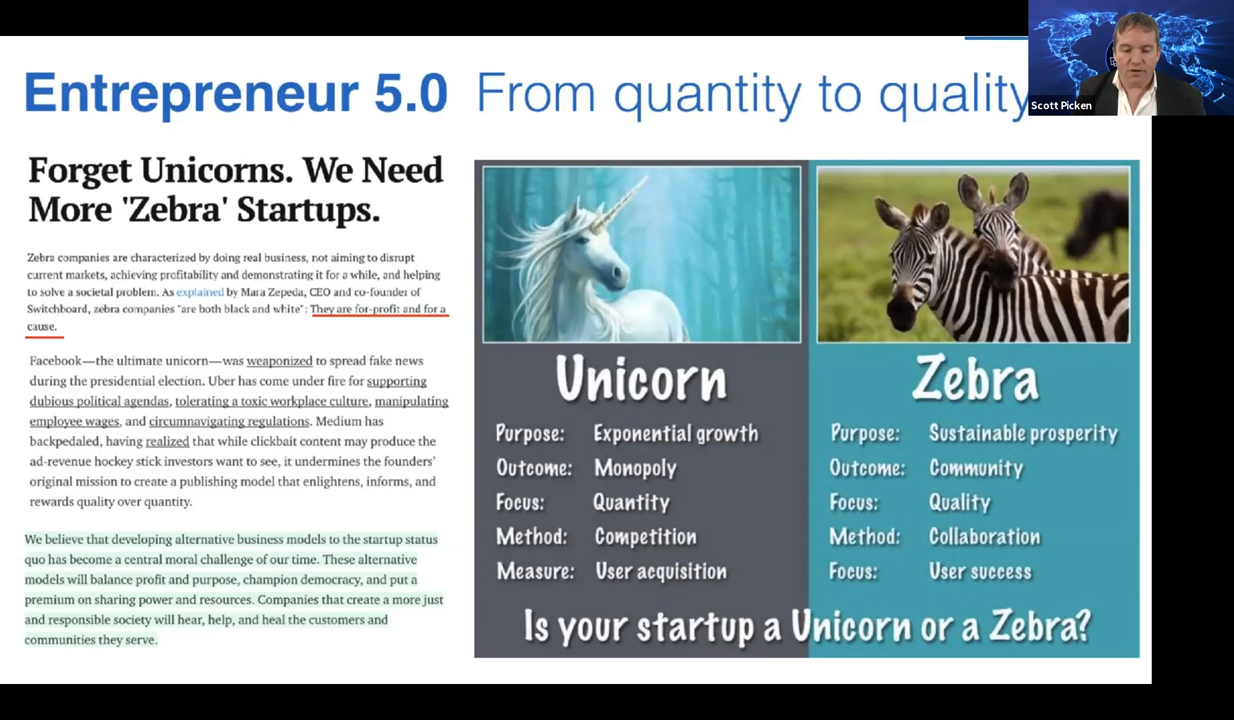 Entrepreneur 5.0 From quantity to quality
Scott Picken
Forget Unicorns. We Need
More 'Zebra' Startups.
Zebra companies are characterized by doing real business, not aiming to disrupt
current markets, achieving profitability and demonstrating it for a while, and helping
to solve a societal problem. As explained by Mara Zepeda, CEO and co-founder of
Switchboard, zebra companies "are both black and white": They are for-profit and for a
cause.
Facebook—the ultimate unicorn—was weaponized to spread fake news
during the presidential election. Uber has come under fire for supporting
dubious political agendas, tolerating a toxic workplace culture, manipulating
employee wages, and circumnavigating regulations. Medium has
backpedaled, having realized that while clickbait content may produce the
ad-revenue hockey stick investors want to see, it undermines the founders'
original mission to create a publishing model that enlightens, informs, and
rewards quality over quantity.
We believe that developing alternative business models to the startup status
quo has become a central moral challenge of our time. These alternative
models will balance profit and purpose, champion democracy, and put a
premium on sharing power and resources. Companies that create a more just
and responsible society will hear, help, and heal the customers and
communities they serve.
Unicorn
Purpose: Exponential growth
Outcome: Monopoly
Focus: Quantity
Method: Competition
Measure: User acquisition
Zebra
Purpose: Sustainable prosperity
Outcome: Community
Focus: Quality
Method: Collaboration
Focus: User success
Is your startup a Unicorn or a Zebra?